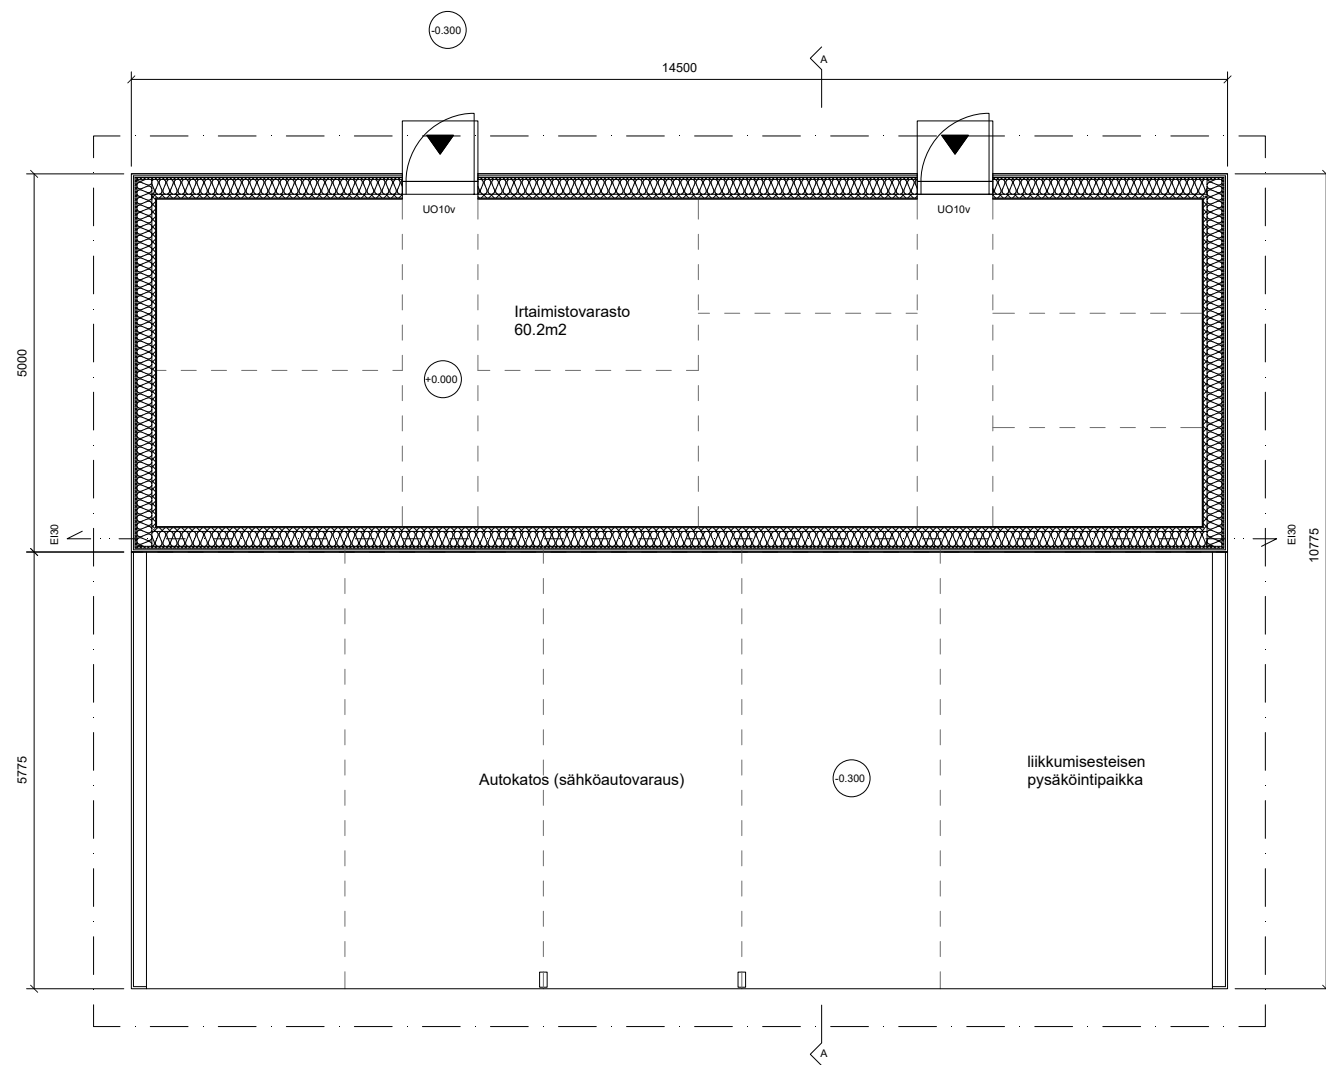 -0.300
A
14500
UO10v
UO10v
Irtaimistovarasto
60.2m2
5000
+0.000
EI30
EI30
10775
5775
Autokatos (sähköautovaraus)
-0.300
liikkumisesteisen
pysäköintipaikka
A